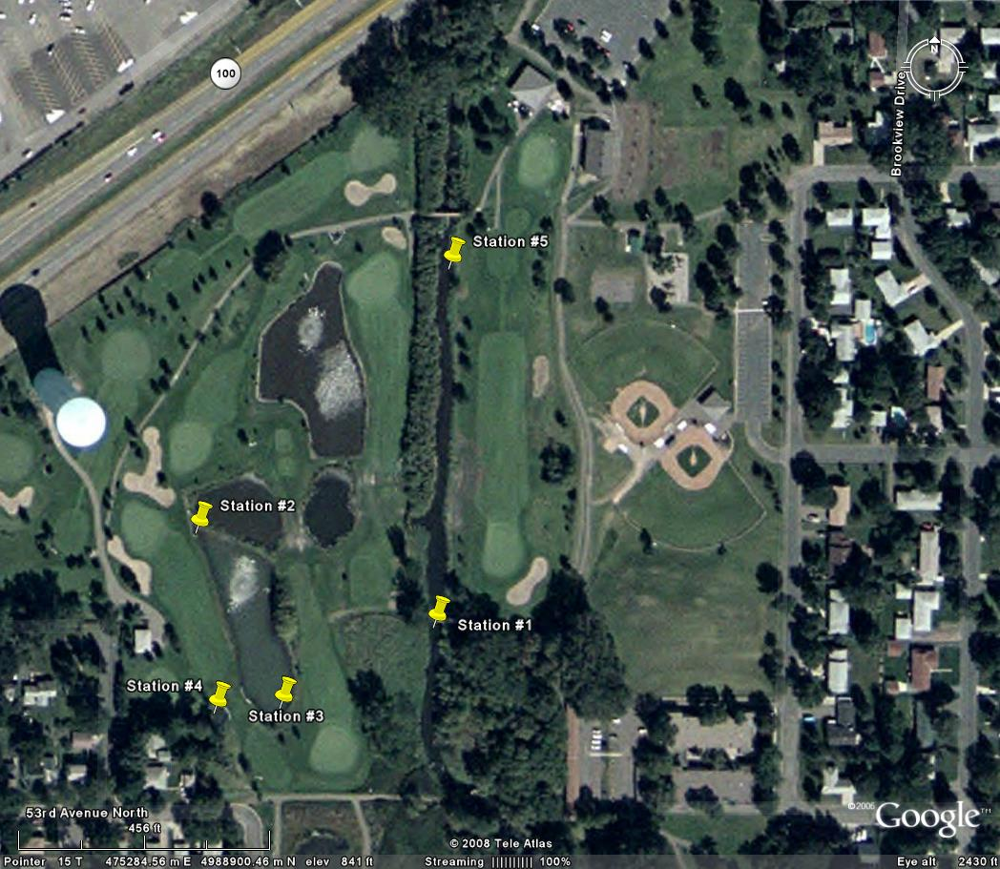 100
N
Brookview Drive
Station #5
Station #2
Station #1
Station #4
Station #3
53rd Avenue North
456 ft
©2006 Google™
© 2008 Tele Atlas
Pointer 15 T 475284.56 m E 4988900.46 m N elev 841 ft Streaming |||||||||| 100% Eye alt 2430 ft